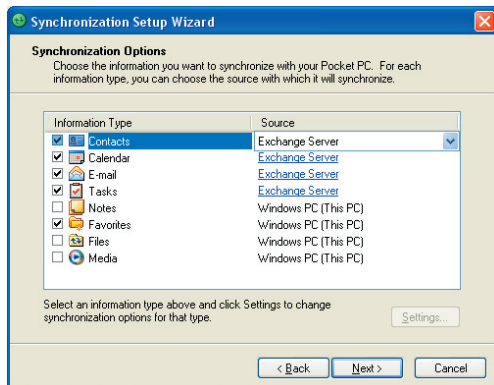 Synchronization Setup Wizard
Synchronization Options
Choose the information you want to synchronize with your Pocket PC. For each
information type, you can choose the source with which it will synchronize.
Information Type Source
Contacts Exchange Server
Calendar Exchange Server
E-mail Exchange Server
Tasks Exchange Server
Notes Windows PC (This PC)
Favorites Windows PC (This PC)
Files Windows PC (This PC)
Media Windows PC (This PC)
Select an information type above and click Settings to change
synchronization options for that type.
Settings...
< Back Next > Cancel